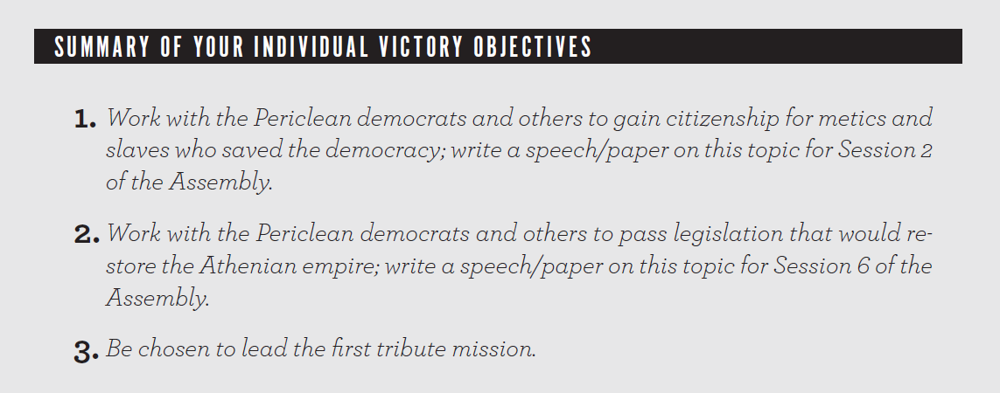 SUMMARY OF YOUR INDIVIDUAL VICTORY OBJECTIVES
1. Work with the Periclean democrats and others to gain citizenship for metics and
slaves who saved the democracy; write a speech/paper on this topic for Session 2
of the Assembly.
2. Work with the Periclean democrats and others to pass legislation that would re-
store the Athenian empire; write a speech/paper on this topic for Session 6 of the
Assembly.
3. Be chosen to lead the first tribute mission.